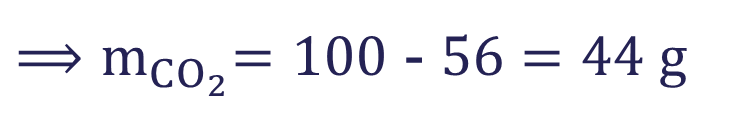 ⟹ m_CO₂ = 100 - 56 = 44 g